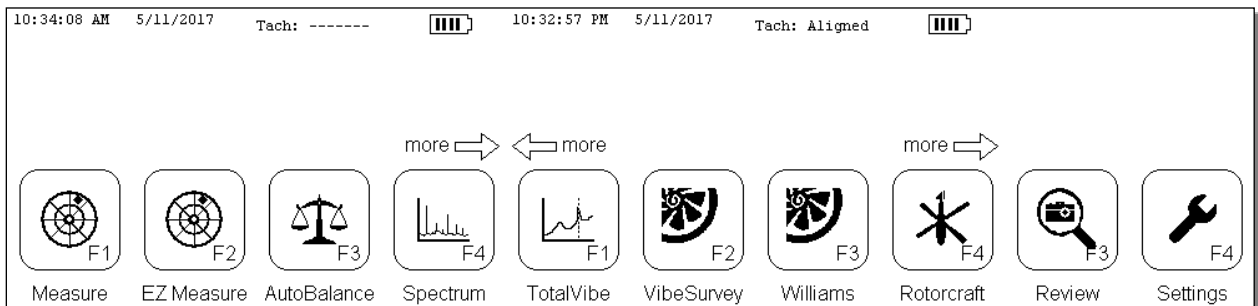 10:34:08 AM 5/11/2017 Tach: ------- 10:32:57 PM 5/11/2017 Tach: Aligned
more more more
F1 F2 F3 F4 F1 F2 F3 F4 F3 F4
Measure EZ Measure AutoBalance Spectrum TotalVibe VibeSurvey Williams Rotorcraft Review Settings